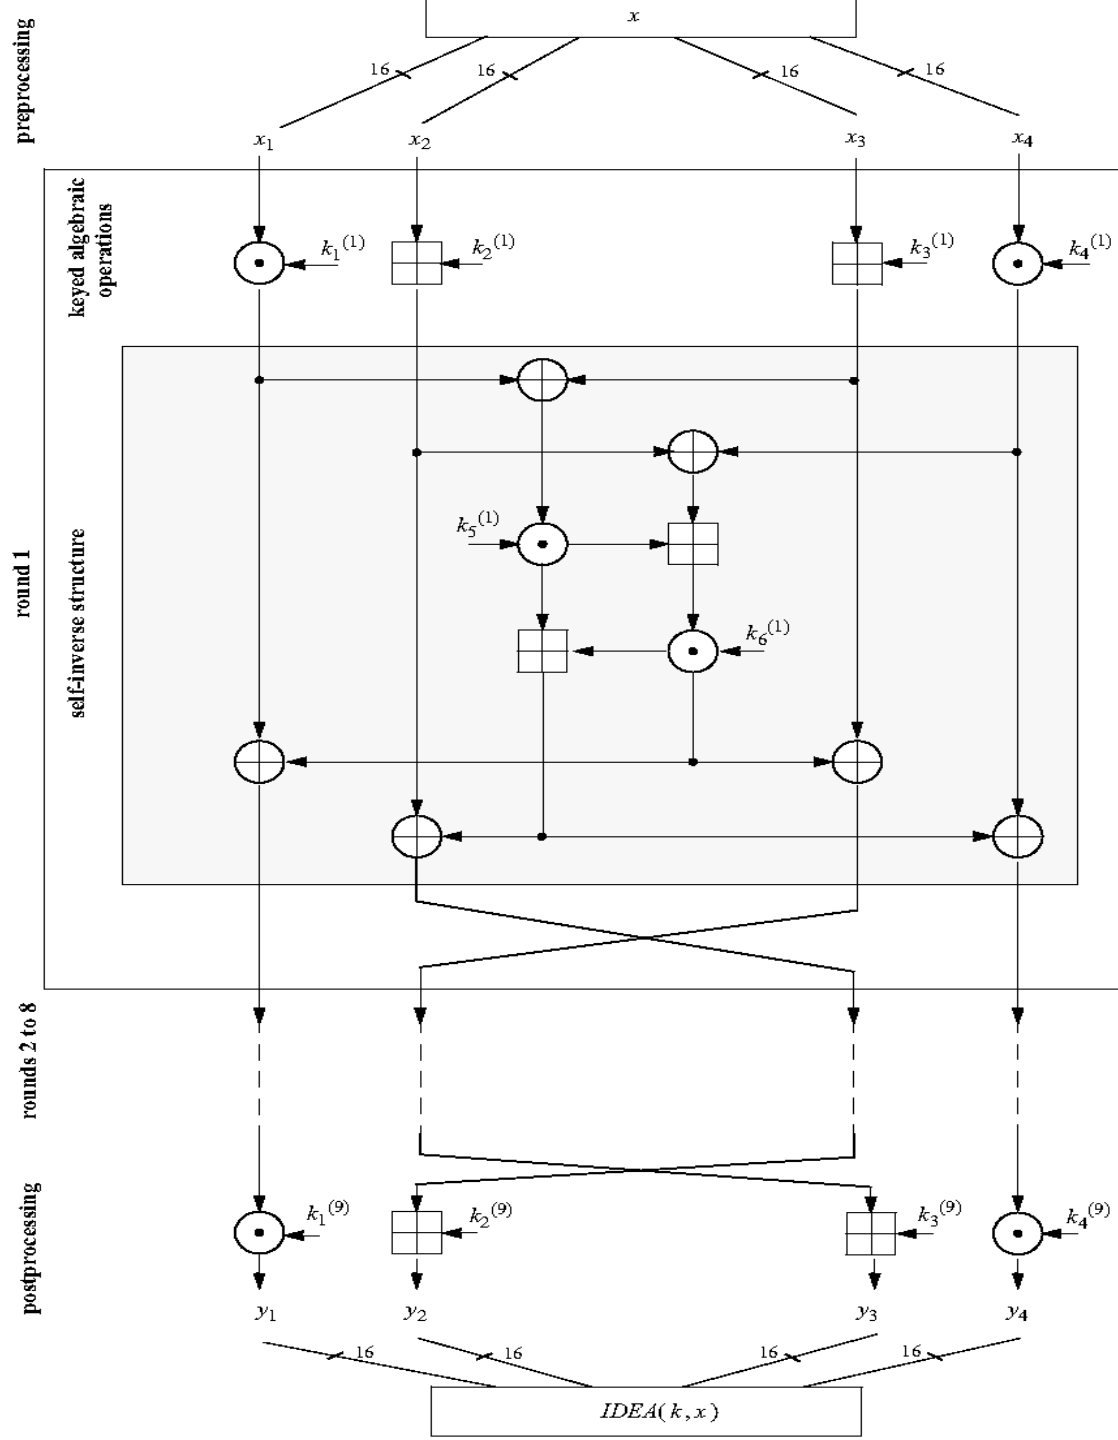 x
preprocessing
16 16 16 16
x₁ x₂ x₃ x₄
keyed algebraic
operations
k₁⁽¹⁾ k₂⁽¹⁾ k₃⁽¹⁾ k₄⁽¹⁾
round 1
self-inverse structure
k₅⁽¹⁾
k₆⁽¹⁾
rounds 2 to 8
postprocessing
k₁⁽⁹⁾ k₂⁽⁹⁾ k₃⁽⁹⁾ k₄⁽⁹⁾
y₁ y₂ y₃ y₄
16 16 16 16
IDEA(k,x)